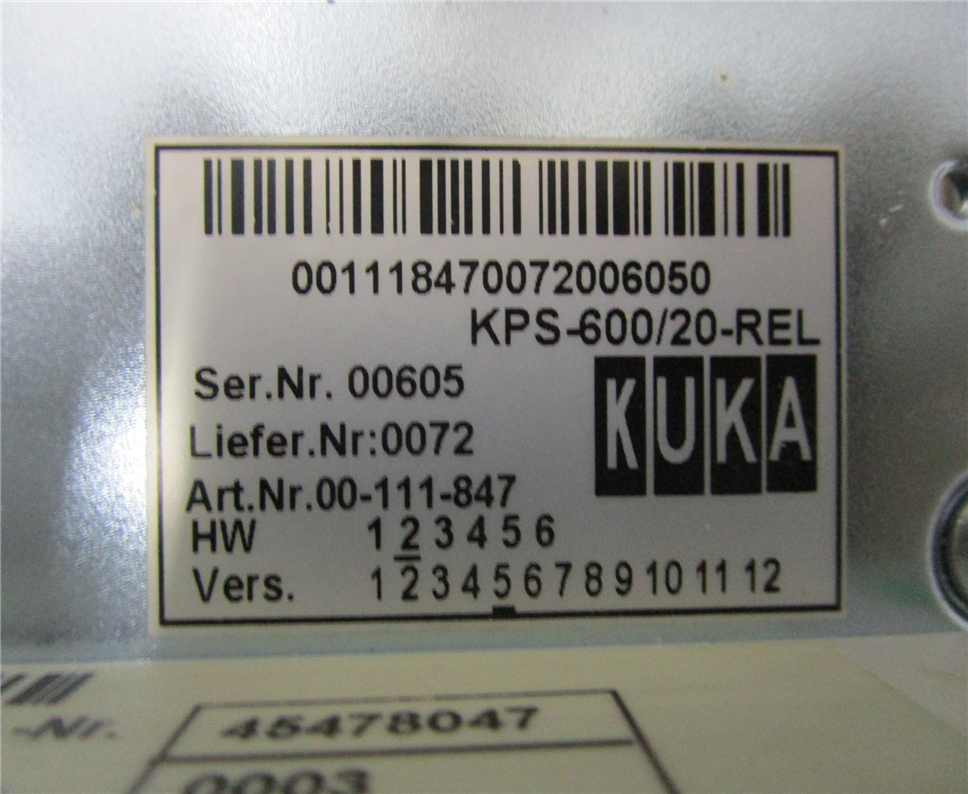 001118470072006050
KPS-600/20-REL
Ser.Nr. 00605
KUKA
Liefer.Nr:0072
Art.Nr.00-111-847
HW 1 2 3 4 5 6
Vers. 1 2 3 4 5 6 7 8 9 10 11 12
-Nr. 45478047
0003